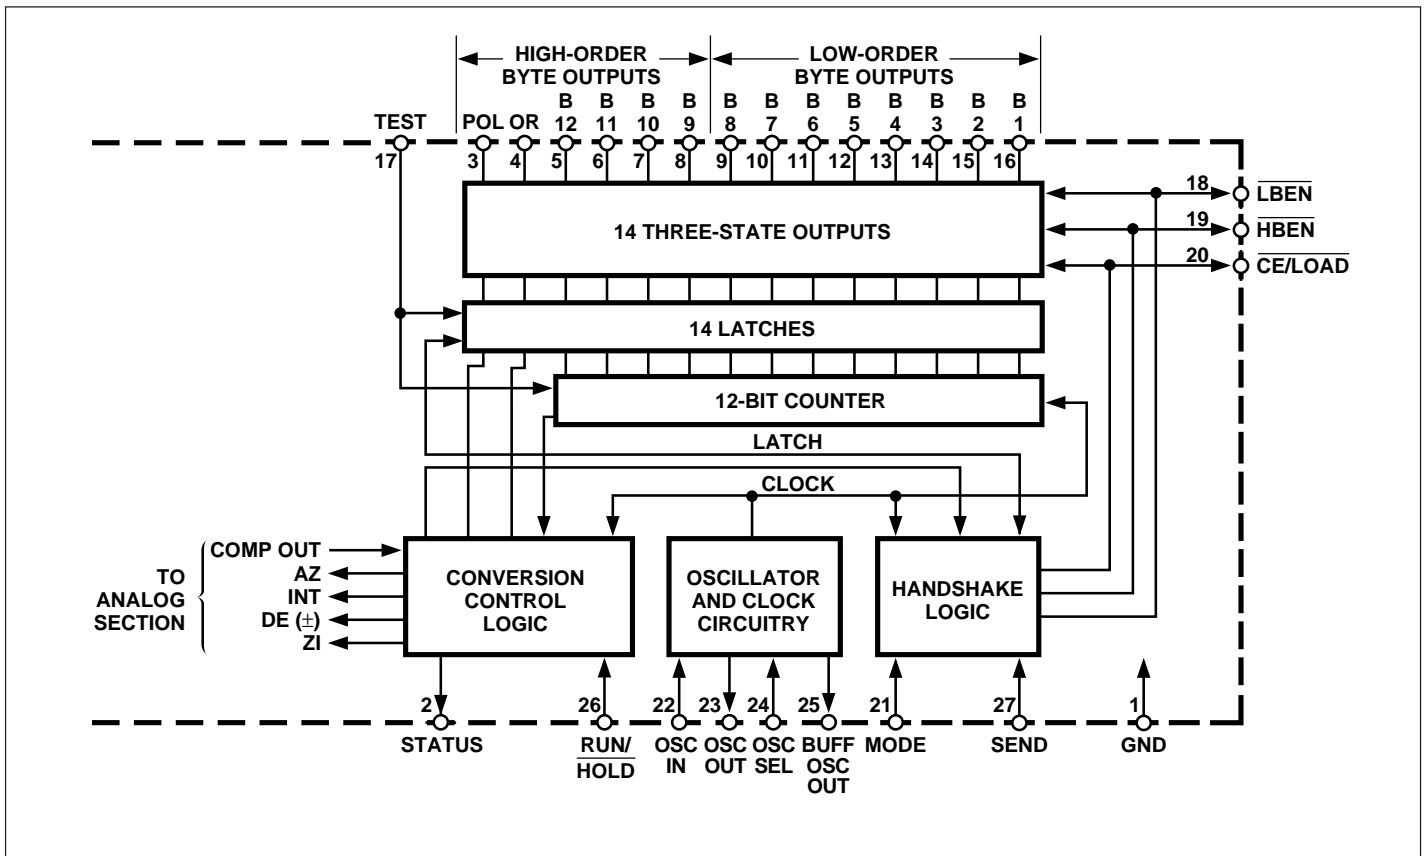 HIGH-ORDER BYTE OUTPUTS
LOW-ORDER BYTE OUTPUTS
B B B B B B B B B B B B
TEST POL OR 12 11 10 9 8 7 6 5 4 3 2 1
17 3 4 5 6 7 8 9 10 11 12 13 14 15 16
14 THREE-STATE OUTPUTS
18 LBEN
19 HBEN
20 CE/LOAD
14 LATCHES
12-BIT COUNTER
LATCH
CLOCK
TO ANALOG SECTION
COMP OUT
AZ
INT
DE (±)
ZI
CONVERSION CONTROL LOGIC
OSCILLATOR AND CLOCK CIRCUITRY
HANDSHAKE LOGIC
2 26 22 23 24 25 21 27 1
STATUS
RUN/HOLD
OSC IN
OSC OUT
OSC SEL
BUFF OSC OUT
MODE
SEND
GND